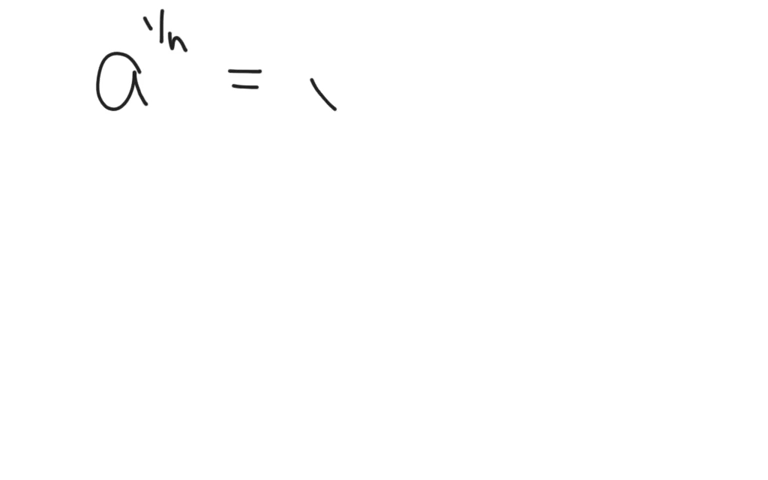 a^{1/n} =